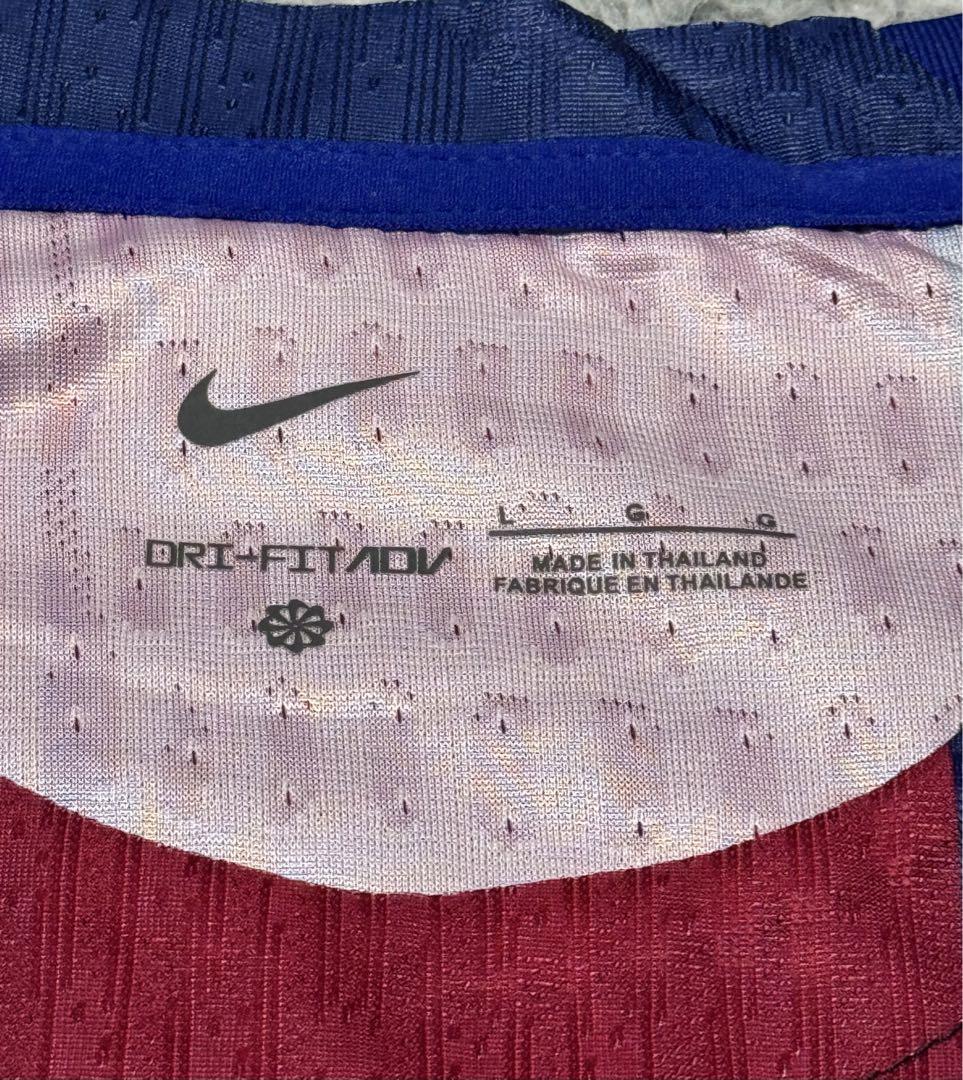 DRI-FIT ADV
L G G
MADE IN THAILAND
FABRIQUE EN THAILANDE